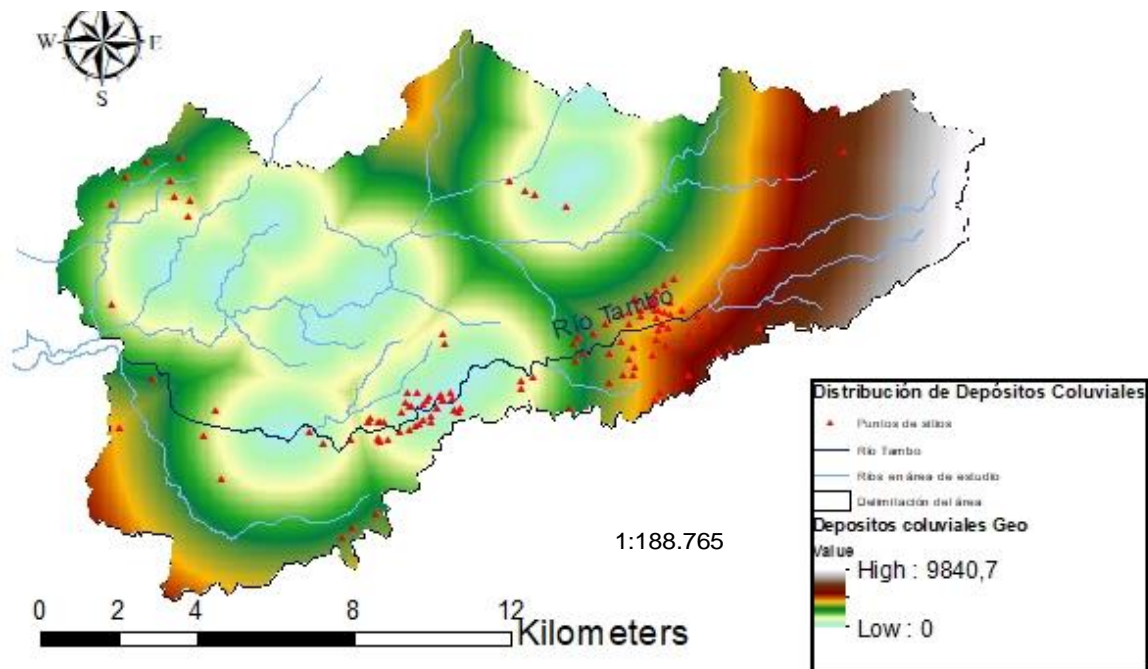 W E
S
Río Tambo
Distribución de Depósitos Coluviales
Puntos de sitios
Río Tambo
Ríos en área de estudio
Delimitación del área
Depositos coluviales Geo
Value
High : 9840,7
Low : 0
1:188.765
0 2 4 8 12
Kilometers